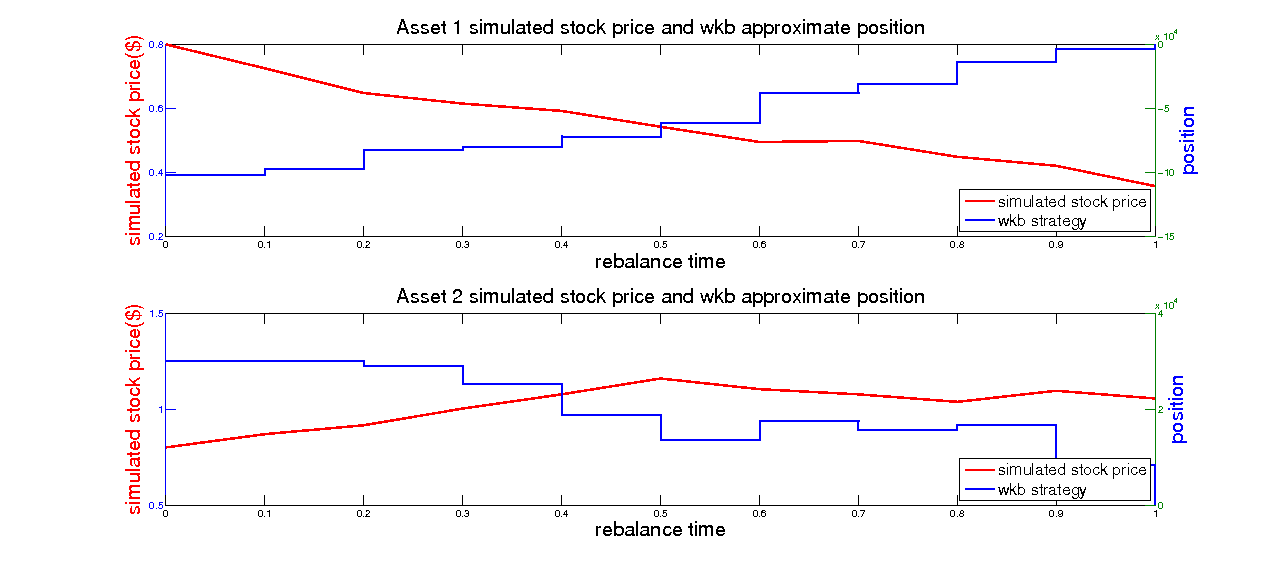 Asset 1 simulated stock price and wkb approximate position
simulated stock price($)
0.8
0.6
0.4
0.2
x 10^4
0
−5
−10
−15
position
simulated stock price
wkb strategy
0 0.1 0.2 0.3 0.4 0.5 0.6 0.7 0.8 0.9 1
rebalance time
Asset 2 simulated stock price and wkb approximate position
simulated stock price($)
1.5
1
0.5
x 10^4
4
2
0
position
simulated stock price
wkb strategy
0 0.1 0.2 0.3 0.4 0.5 0.6 0.7 0.8 0.9 1
rebalance time